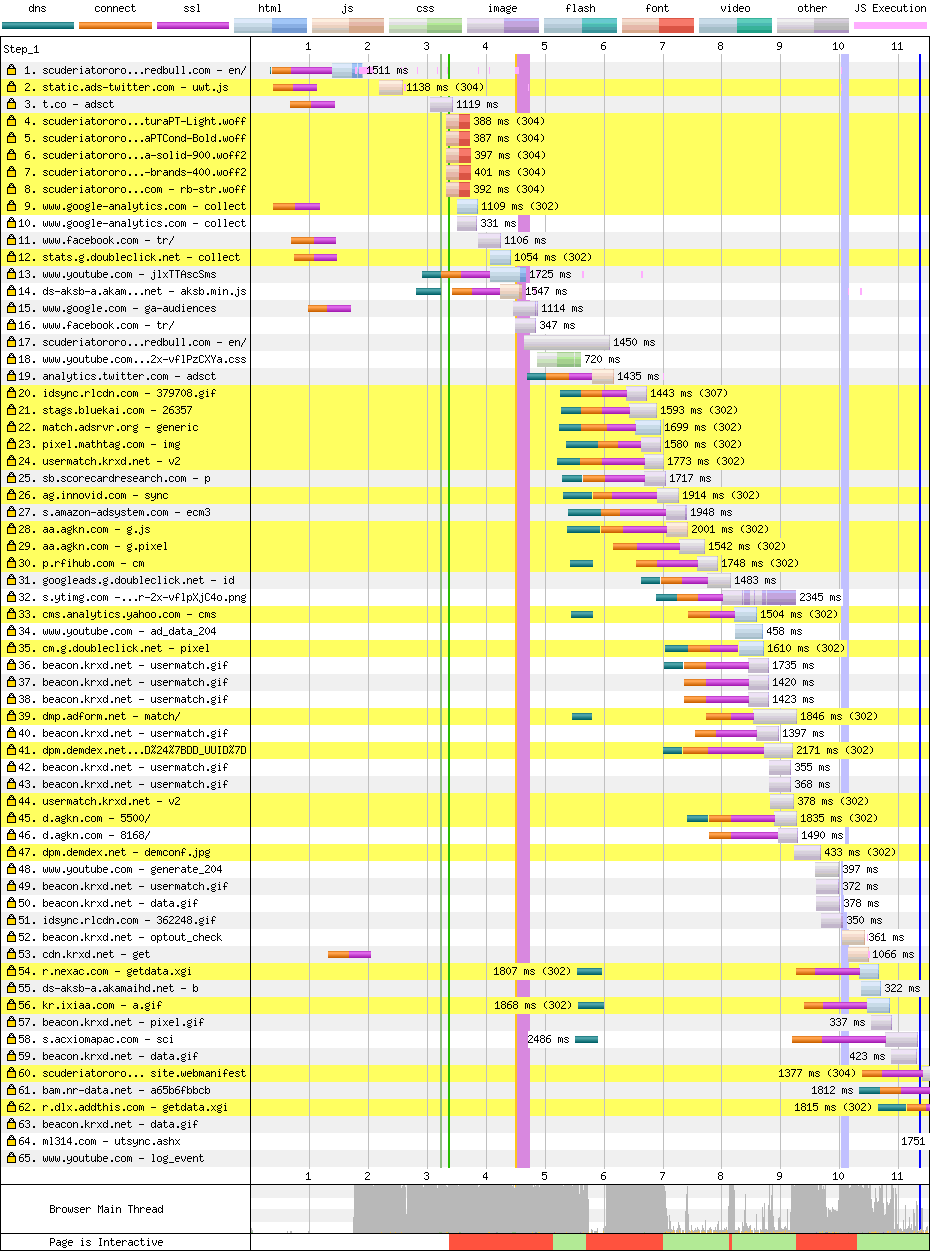 dns connect ssl html js css image flash font video other JS Execution
Step_1 1 2 3 4 5 6 7 8 9 10 11
1. scuderiatororo...redbull.com - en/ 1511 ms
2. static.ads-twitter.com - uwt.js 1138 ms (304)
3. t.co - adsct 1119 ms
4. scuderiatororo...turaPT-Light.woff 388 ms (304)
5. scuderiatororo...aPTCond-Bold.woff 387 ms (304)
6. scuderiatororo...a-solid-900.woff2 397 ms (304)
7. scuderiatororo...-brands-400.woff2 401 ms (304)
8. scuderiatororo...com - rb-str.woff 392 ms (304)
9. www.google-analytics.com - collect 1109 ms (302)
10. www.google-analytics.com - collect 331 ms
11. www.facebook.com - tr/ 1106 ms
12. stats.g.doubleclick.net - collect 1054 ms (302)
13. www.youtube.com - jlxTTAscSms 1725 ms
14. ds-aksb-a.akam...net - aksb.min.js 1547 ms
15. www.google.com - ga-audiences 1114 ms
16. www.facebook.com - tr/ 347 ms
17. scuderiatororo...redbull.com - en/ 1450 ms
18. www.youtube.com...2x-vflPzCXYa.css 720 ms
19. analytics.twitter.com - adsct 1435 ms
20. idsync.rlcdn.com - 379708.gif 1443 ms (307)
21. stags.bluekai.com - 26357 1593 ms (302)
22. match.adsrvr.org - generic 1699 ms (302)
23. pixel.mathtag.com - img 1580 ms (302)
24. usermatch.krxd.net - v2 1773 ms (302)
25. sb.scorecardresearch.com - p 1717 ms
26. ag.innovid.com - sync 1914 ms (302)
27. s.amazon-adsystem.com - ecm3 1948 ms
28. aa.agkn.com - g.js 2001 ms (302)
29. aa.agkn.com - g.pixel 1542 ms (302)
30. p.rfihub.com - cm 1748 ms (302)
31. googleads.g.doubleclick.net - id 1483 ms
32. s.ytimg.com -...r-2x-vflpXjC4o.png 2345 ms
33. cms.analytics.yahoo.com - cms 1504 ms (302)
34. www.youtube.com - ad_data_204 458 ms
35. cm.g.doubleclick.net - pixel 1610 ms (302)
36. beacon.krxd.net - usermatch.gif 1735 ms
37. beacon.krxd.net - usermatch.gif 1420 ms
38. beacon.krxd.net - usermatch.gif 1423 ms
39. dmp.adform.net - match/ 1846 ms (302)
40. beacon.krxd.net - usermatch.gif 1397 ms
41. dpm.demdex.net...D%24%7BDD_UUID%7D 2171 ms (302)
42. beacon.krxd.net - usermatch.gif 355 ms
43. beacon.krxd.net - usermatch.gif 368 ms
44. usermatch.krxd.net - v2 378 ms (302)
45. d.agkn.com - 5500/ 1835 ms (302)
46. d.agkn.com - 8168/ 1490 ms
47. dpm.demdex.net - demconf.jpg 433 ms (302)
48. www.youtube.com - generate_204 397 ms
49. beacon.krxd.net - usermatch.gif 372 ms
50. beacon.krxd.net - data.gif 378 ms
51. idsync.rlcdn.com - 362248.gif 350 ms
52. beacon.krxd.net - optout_check 361 ms
53. cdn.krxd.net - get 1066 ms
54. r.nexac.com - getdata.xgi 1807 ms (302)
55. ds-aksb-a.akamaihd.net - b 322 ms
56. kr.ixiaa.com - a.gif 1868 ms (302)
57. beacon.krxd.net - pixel.gif 337 ms
58. s.acxiomapac.com - sci 2486 ms
59. beacon.krxd.net - data.gif 423 ms
60. scuderiatororo... site.webmanifest 1377 ms (304)
61. bam.nr-data.net - a65b6fbbcb 1812 ms
62. r.dlx.addthis.com - getdata.xgi 1815 ms (302)
63. beacon.krxd.net - data.gif
64. ml314.com - utsync.ashx 1751
65. www.youtube.com - log_event
1 2 3 4 5 6 7 8 9 10 11
Browser Main Thread
Page is Interactive